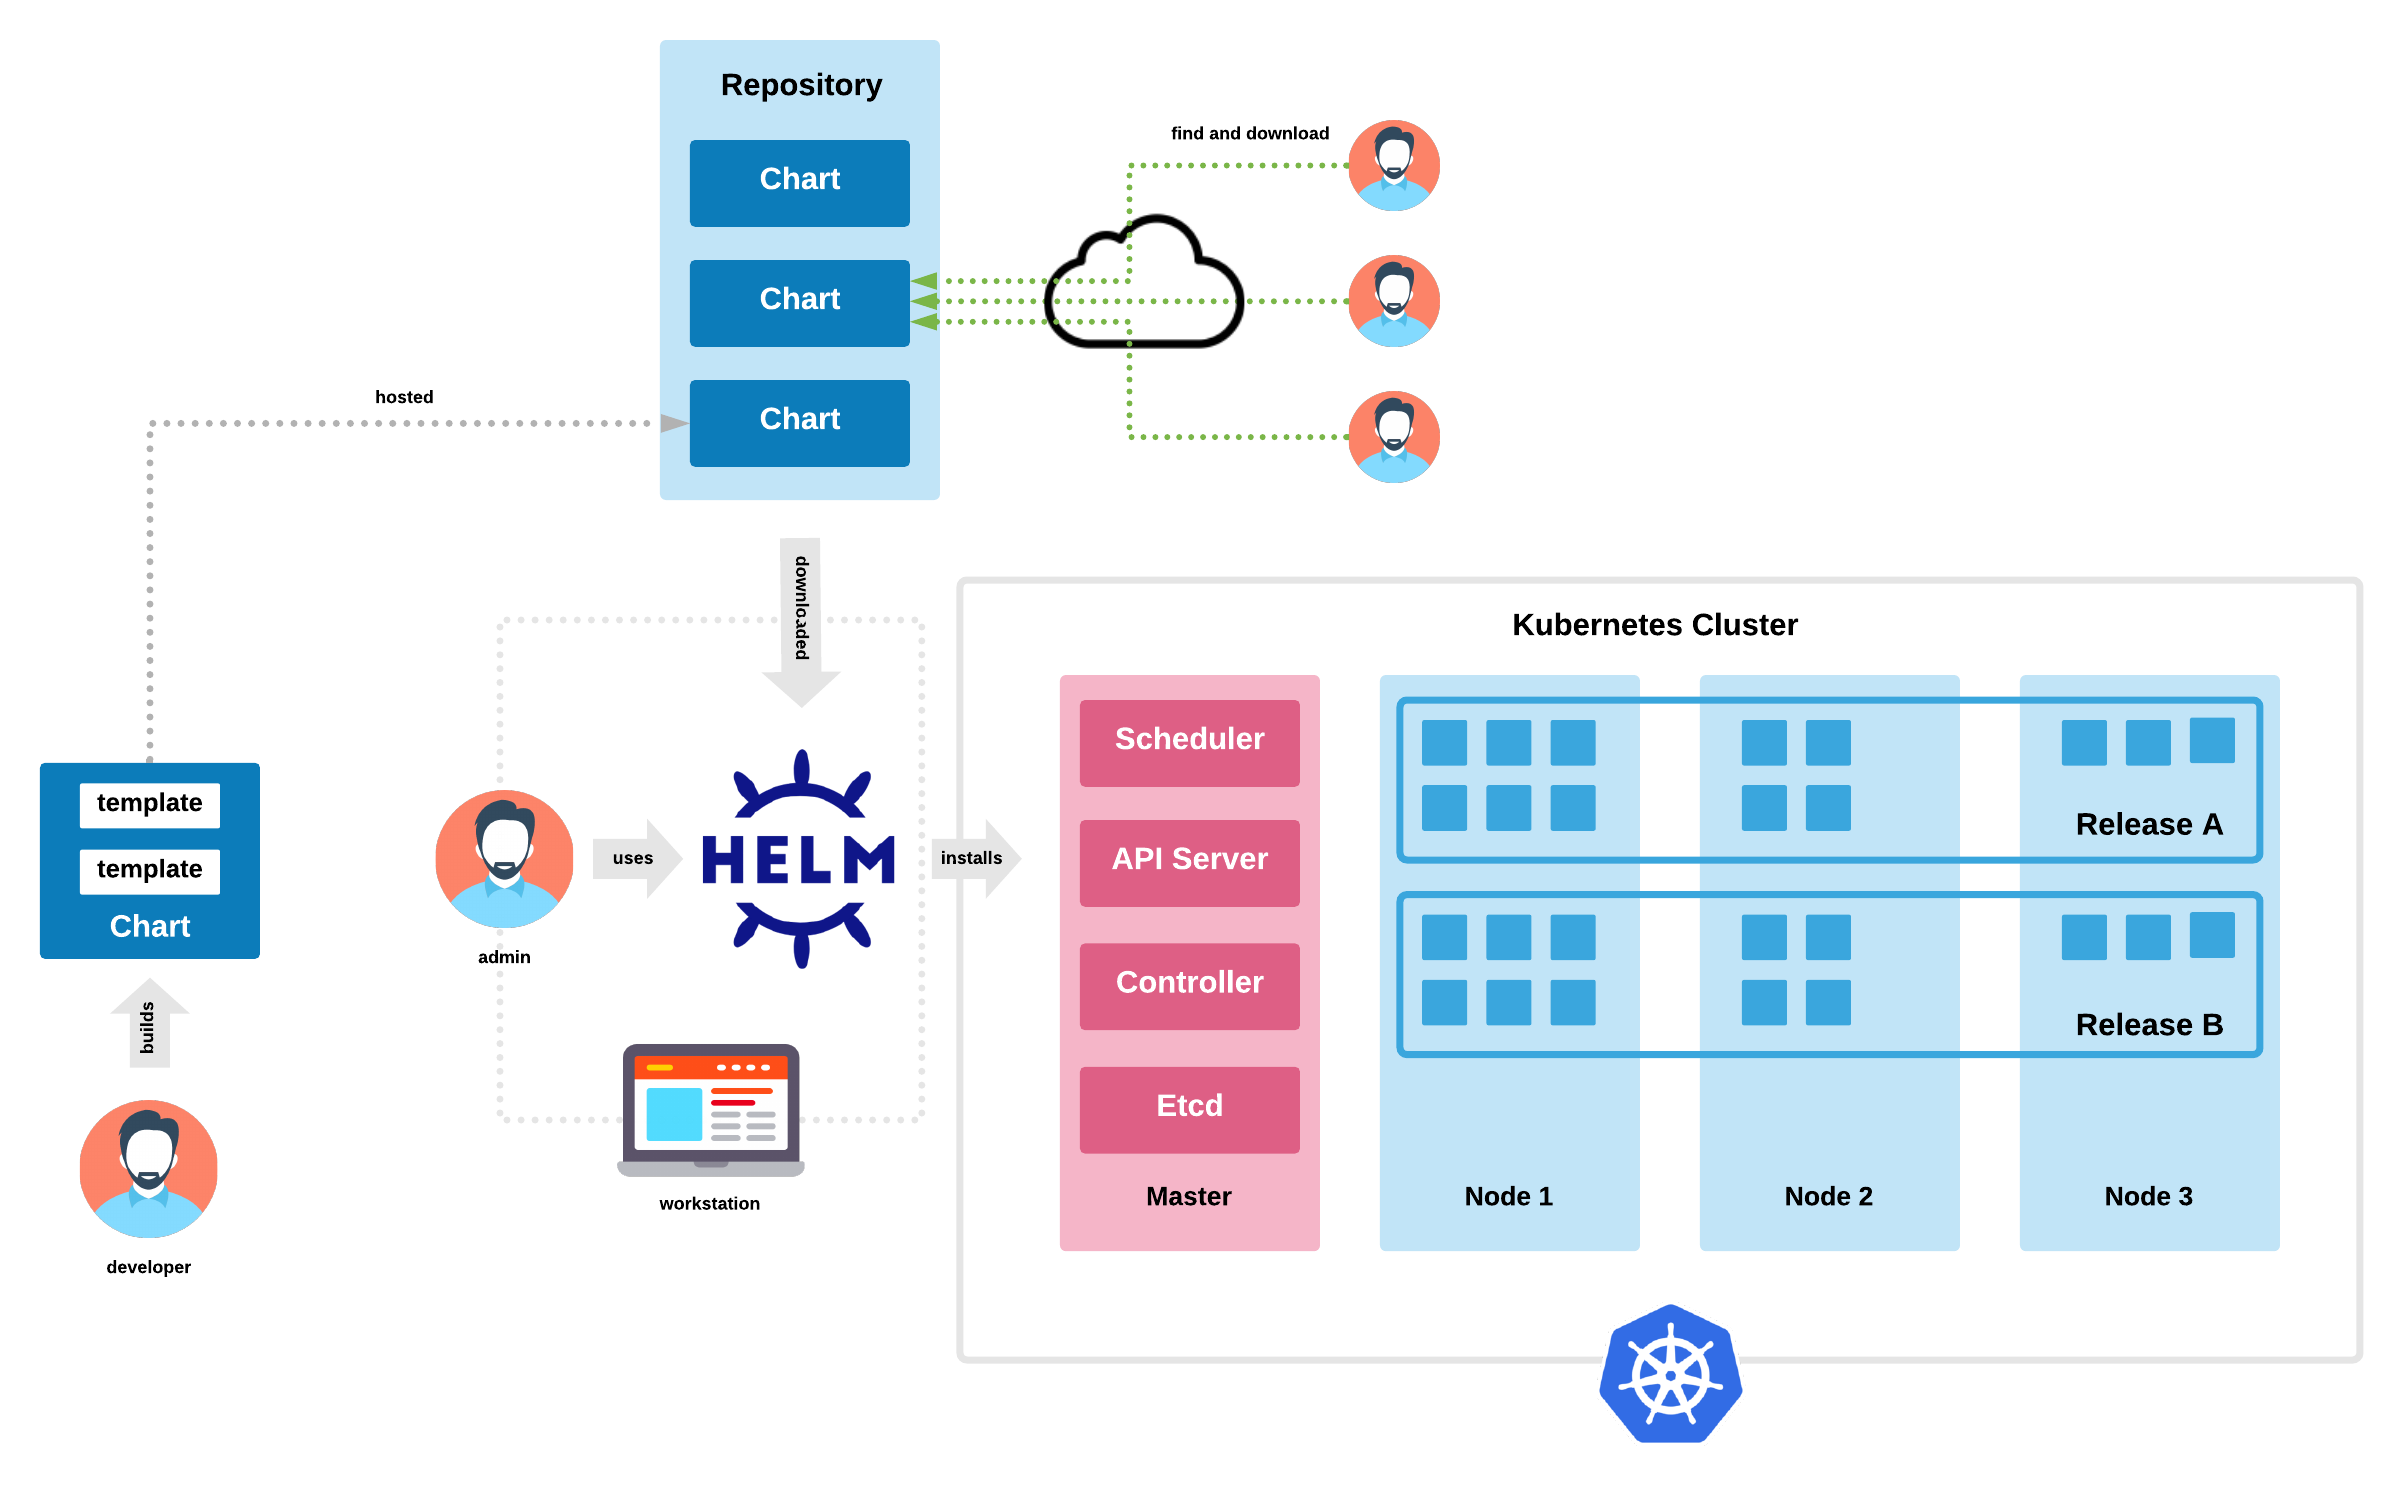 Repository
Chart
Chart
Chart
find and download
hosted
downloaded
template
template
Chart
builds
developer
admin
uses
HELM
installs
workstation
Kubernetes Cluster
Scheduler
API Server
Controller
Etcd
Master
Release A
Release B
Node 1
Node 2
Node 3